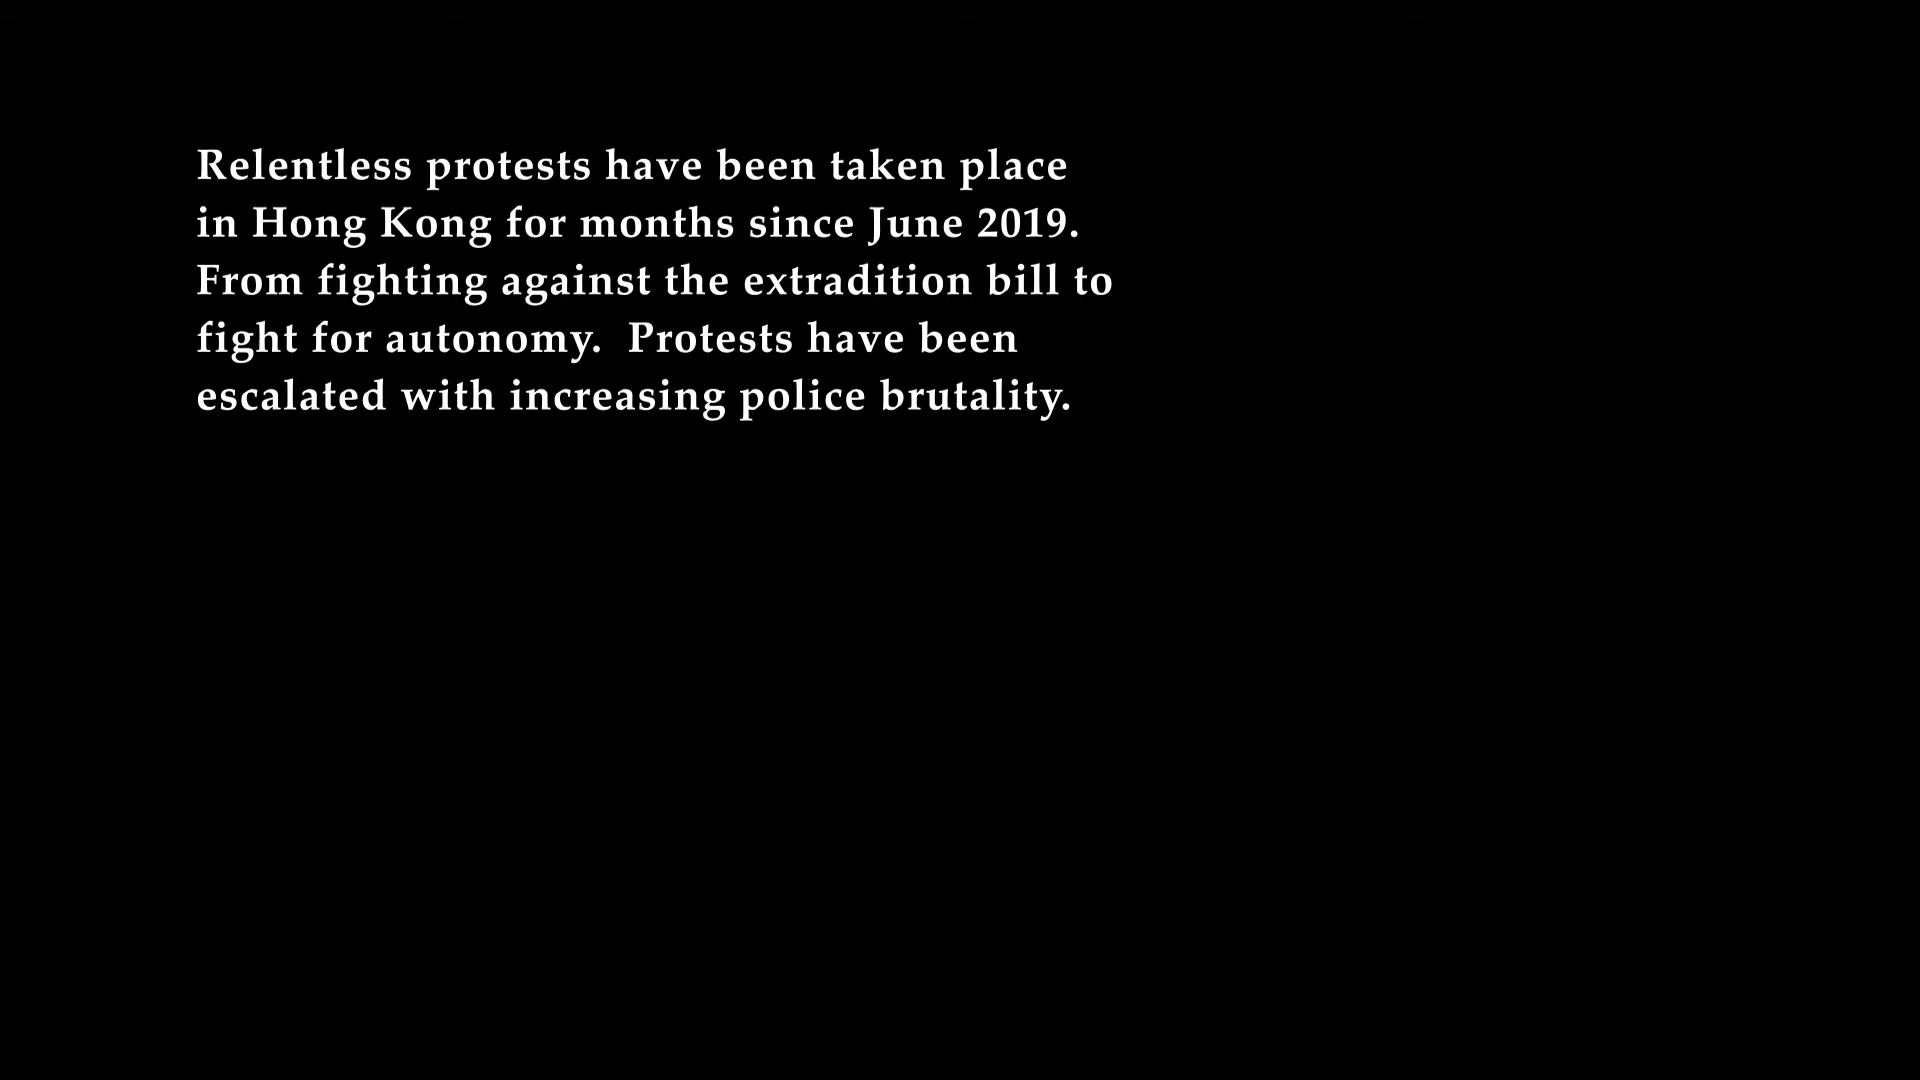 Relentless protests have been taken place
in Hong Kong for months since June 2019.
From fighting against the extradition bill to
fight for autonomy.  Protests have been
escalated with increasing police brutality.